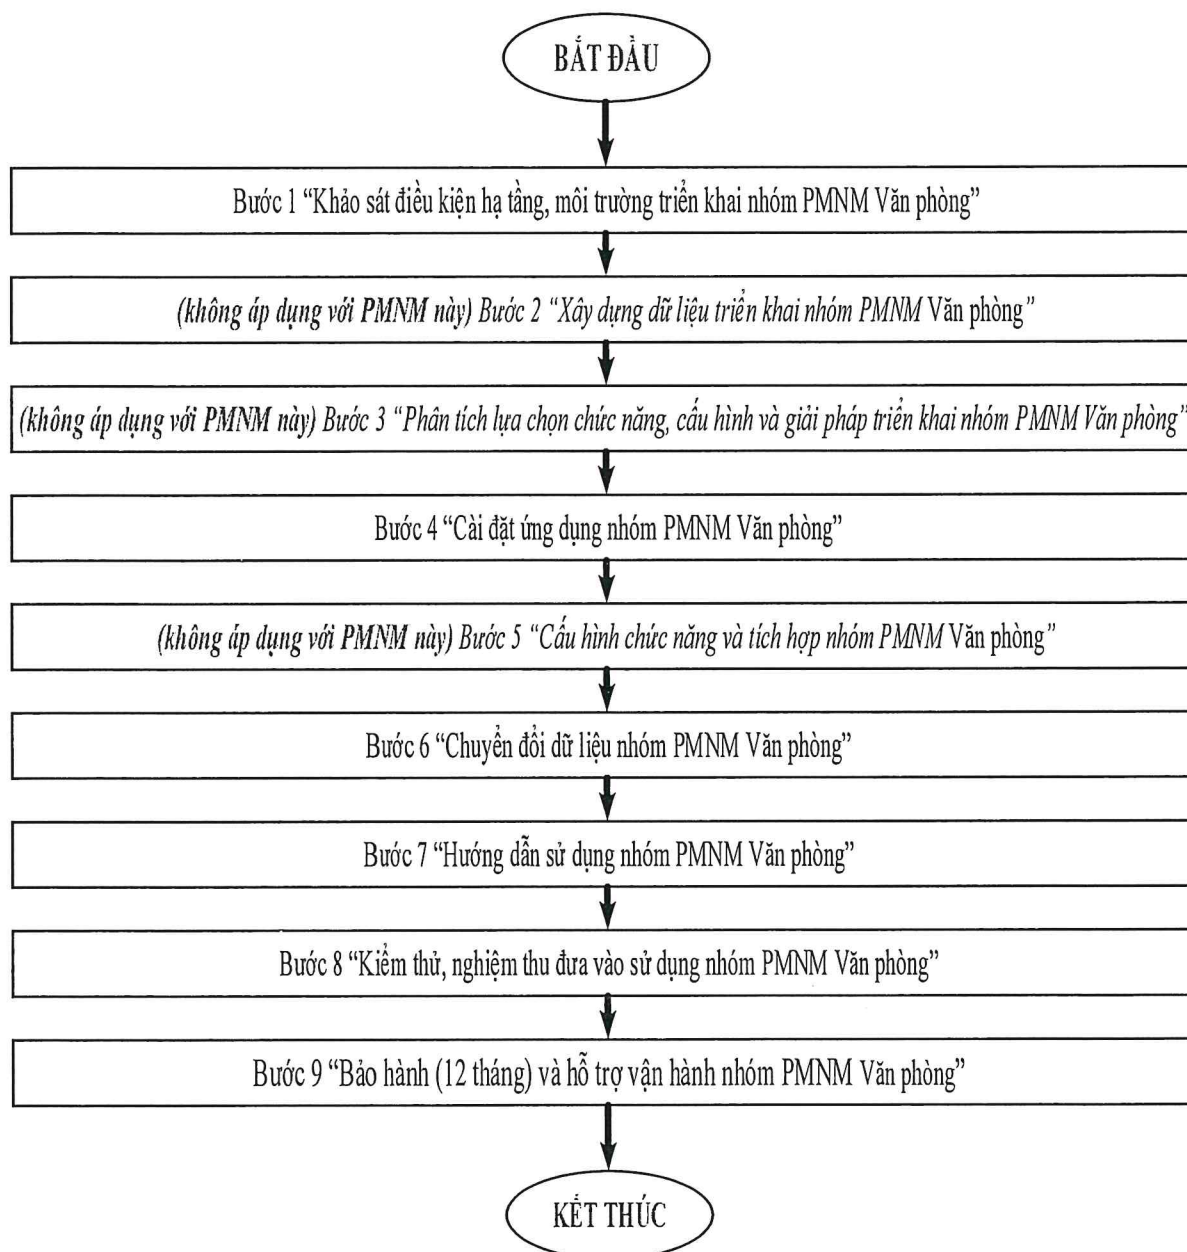 BẮT ĐẦU
Bước 1 “Khảo sát điều kiện hạ tầng, môi trường triển khai nhóm PMNM Văn phòng”
(không áp dụng với PMNM này) Bước 2 “Xây dựng dữ liệu triển khai nhóm PMNM Văn phòng”
(không áp dụng với PMNM này) Bước 3 “Phân tích lựa chọn chức năng, cấu hình và giải pháp triển khai nhóm PMNM Văn phòng”
Bước 4 “Cài đặt ứng dụng nhóm PMNM Văn phòng”
(không áp dụng với PMNM này) Bước 5 “Cấu hình chức năng và tích hợp nhóm PMNM Văn phòng”
Bước 6 “Chuyển đổi dữ liệu nhóm PMNM Văn phòng”
Bước 7 “Hướng dẫn sử dụng nhóm PMNM Văn phòng”
Bước 8 “Kiểm thử, nghiệm thu đưa vào sử dụng nhóm PMNM Văn phòng”
Bước 9 “Bảo hành (12 tháng) và hỗ trợ vận hành nhóm PMNM Văn phòng”
KẾT THÚC